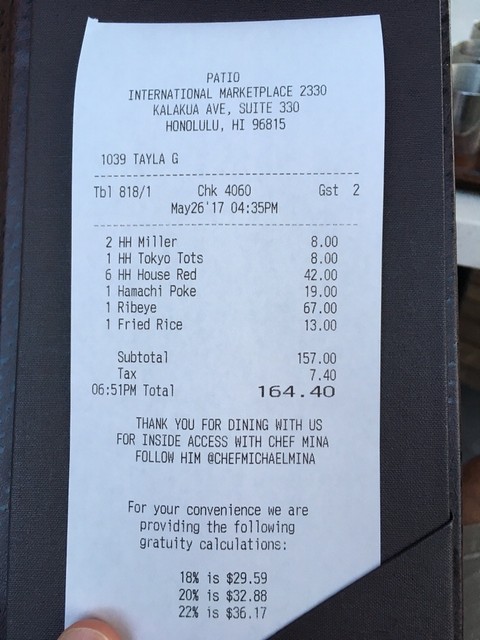 PATIO
INTERNATIONAL MARKETPLACE 2330
KALAKUA AVE, SUITE 330
HONOLULU, HI 96815
1039 TAYLA G
Tbl 818/1 Chk 4060 Gst 2
May26'17 04:35PM
2 HH Miller 8.00
1 HH Tokyo Tots 8.00
6 HH House Red 42.00
1 Hamachi Poke 19.00
1 Ribeye 67.00
1 Fried Rice 13.00
Subtotal 157.00
Tax 7.40
06:51PM Total 164.40
THANK YOU FOR DINING WITH US
FOR INSIDE ACCESS WITH CHEF MINA
FOLLOW HIM @CHEFMICHAELMINA
For your convenience we are
providing the following
gratuity calculations:
18% is $29.59
20% is $32.88
22% is $36.17